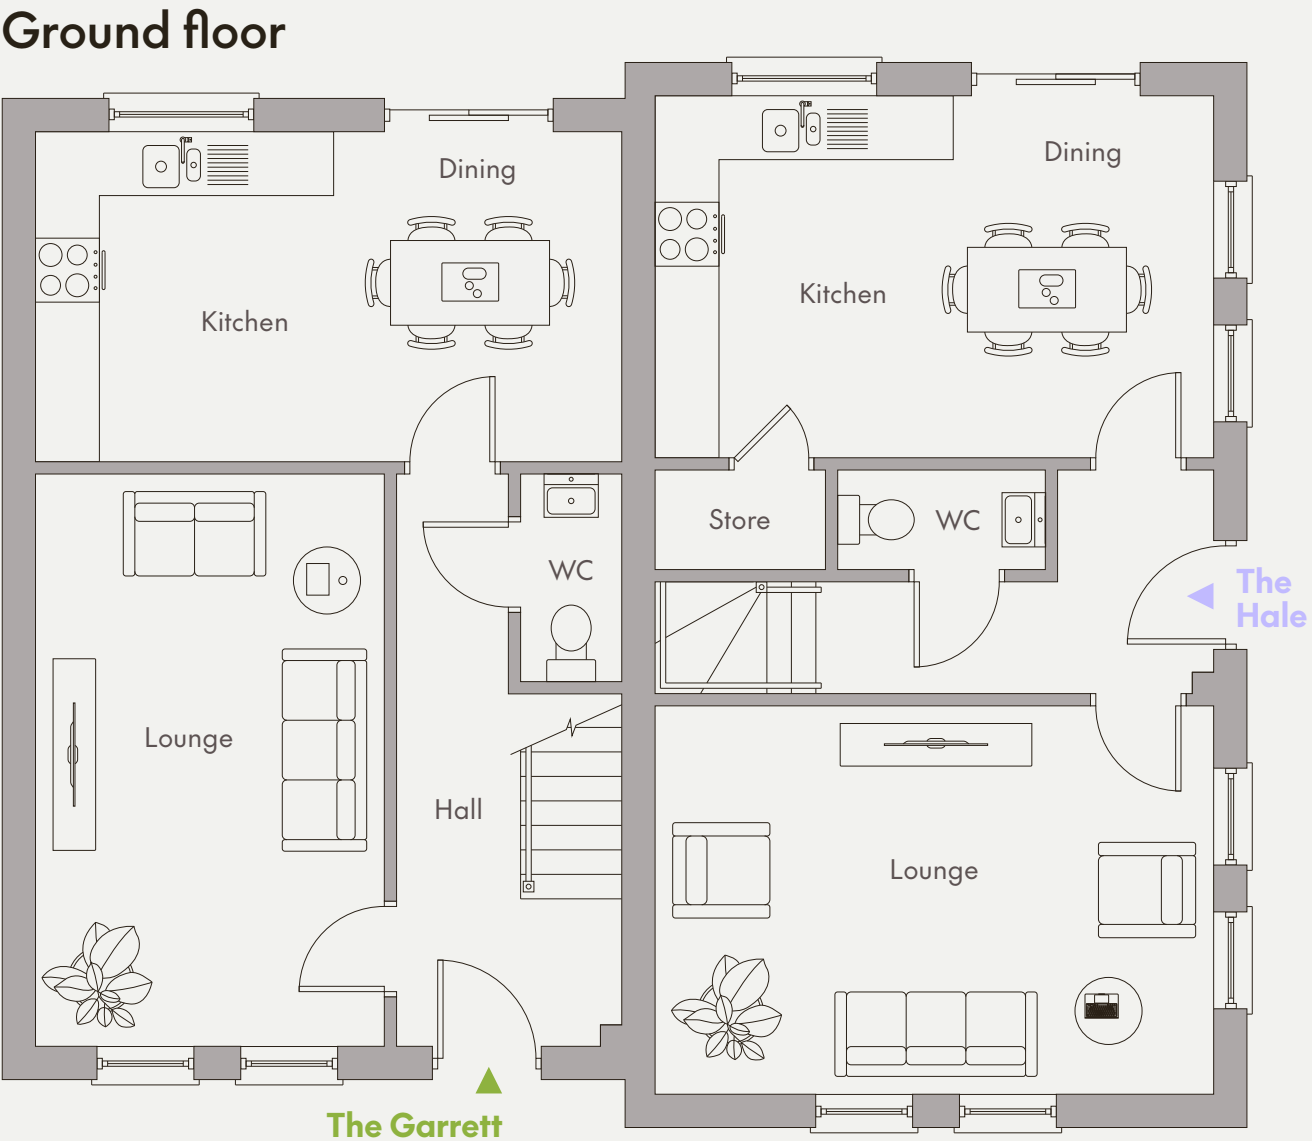 Ground floor
Dining
Kitchen
WC
Lounge
Hall
The Garrett
Dining
Kitchen
Store
WC
The
Hale
Lounge